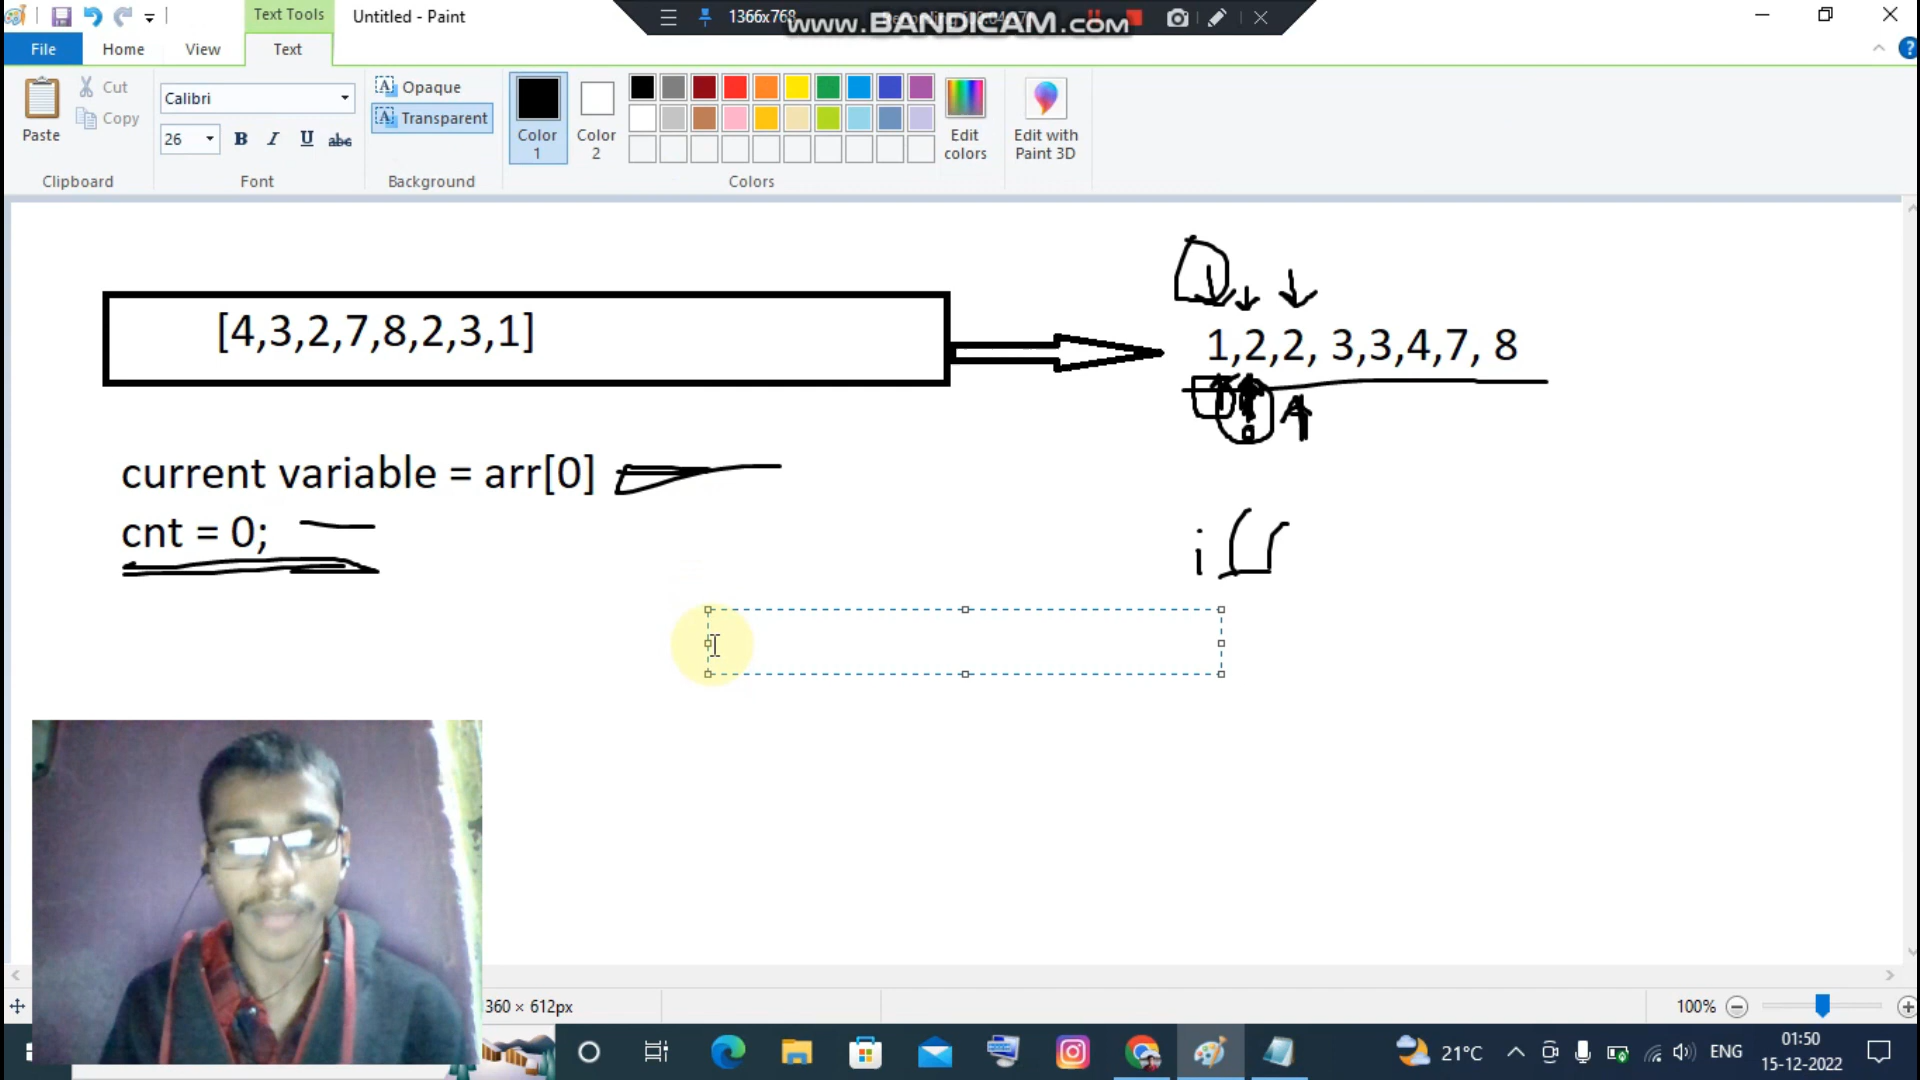 Text Tools
Untitled - Paint
1366x768
www.BANDICAM.com
File
Home
View
Text
Paste
Cut
Copy
Clipboard
Calibri
26
B I U abc
Font
Opaque
Transparent
Background
Color 1
Color 2
Edit colors
Edit with Paint 3D
Colors
[4,3,2,7,8,2,3,1]
1,2,2, 3,3,4,7, 8
current variable = arr[0]
cnt = 0;
360 × 612px
100%
21°C
ENG
01:50
15-12-2022